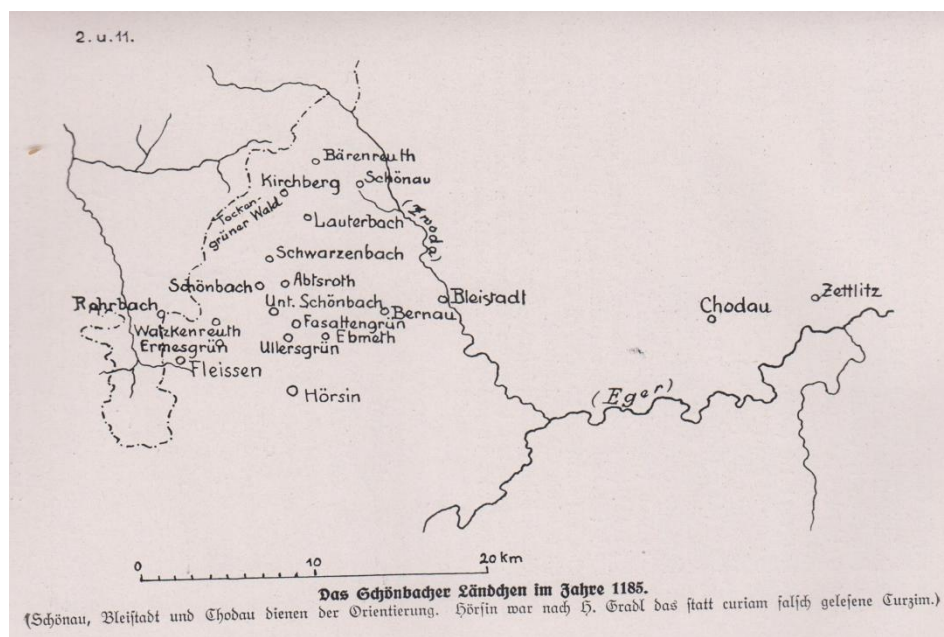 2.u.11.
Bärenreuth
Kirchberg
Schönau
Tockan-
grüner Wald
Lauterbach
(Zwoda)
Schwarzenbach
Schönbach
Abtsroth
Rohrbach
Unt. Schönbach
Bernau
Bleistadt
Chodau
Zettlitz
Watzkenreuth
Fasattengrün
Ermesgrün
Ullersgrün
Ebmeth
Fleissen
Hörsin
(Eger)
0 10 20 km
Das Schönbacher Ländchen im Jahre 1185.
(Schönau, Bleistadt und Chodau dienen der Orientierung. Hörsin war nach H. Gradl das statt curiam falsch gelesene Curzim.)